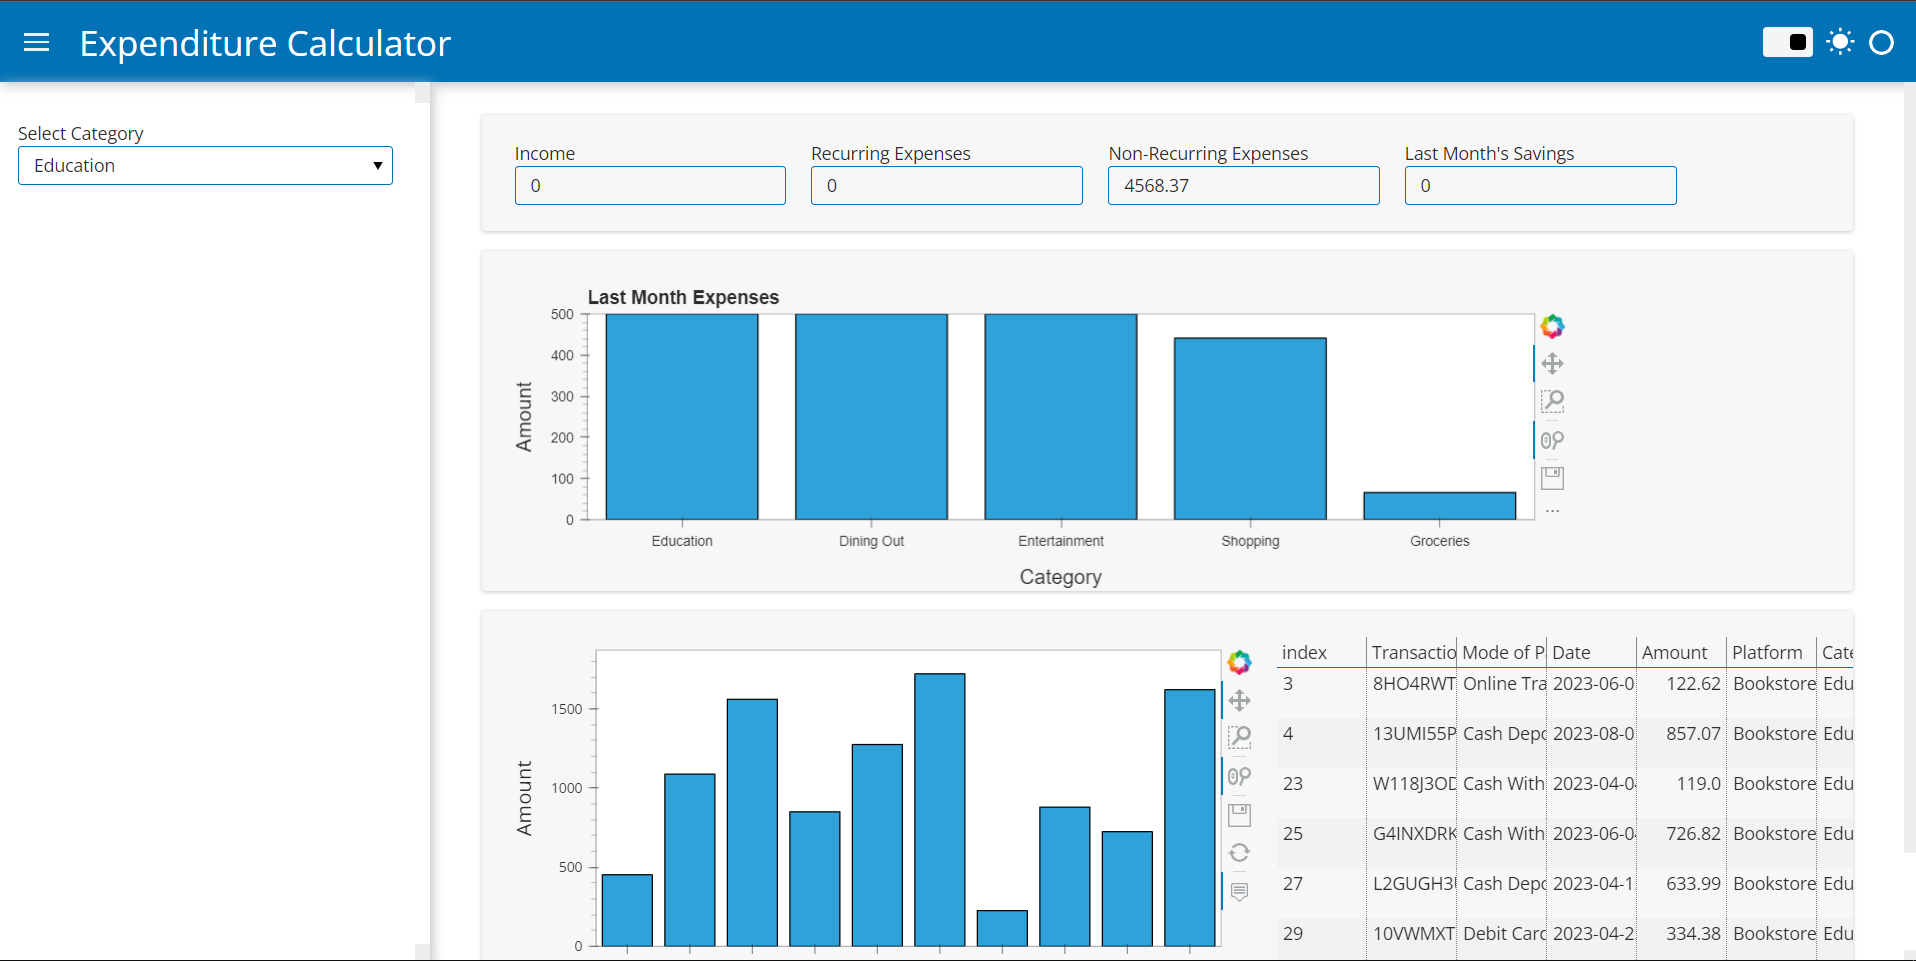 Expenditure Calculator
Select Category
Education
Income
Recurring Expenses
Non-Recurring Expenses
Last Month's Savings
0
0
4568.37
0
Last Month Expenses
500
400
300
200
100
0
Amount
Education
Dining Out
Entertainment
Shopping
Groceries
Category
...
1500
1000
500
0
Amount
index Transactio Mode of P Date Amount Platform Cate
3 8HO4RWT Online Tra 2023-06-0 122.62 Bookstore Edu
4 13UMI55P Cash Depo 2023-08-0 857.07 Bookstore Edu
23 W118J3OD Cash With 2023-04-0 119.0 Bookstore Edu
25 G4INXDRK Cash With 2023-06-0 726.82 Bookstore Edu
27 L2GUGH3 Cash Depo 2023-04-1 633.99 Bookstore Edu
29 10VWMXT Debit Card 2023-04-2 334.38 Bookstore Edu